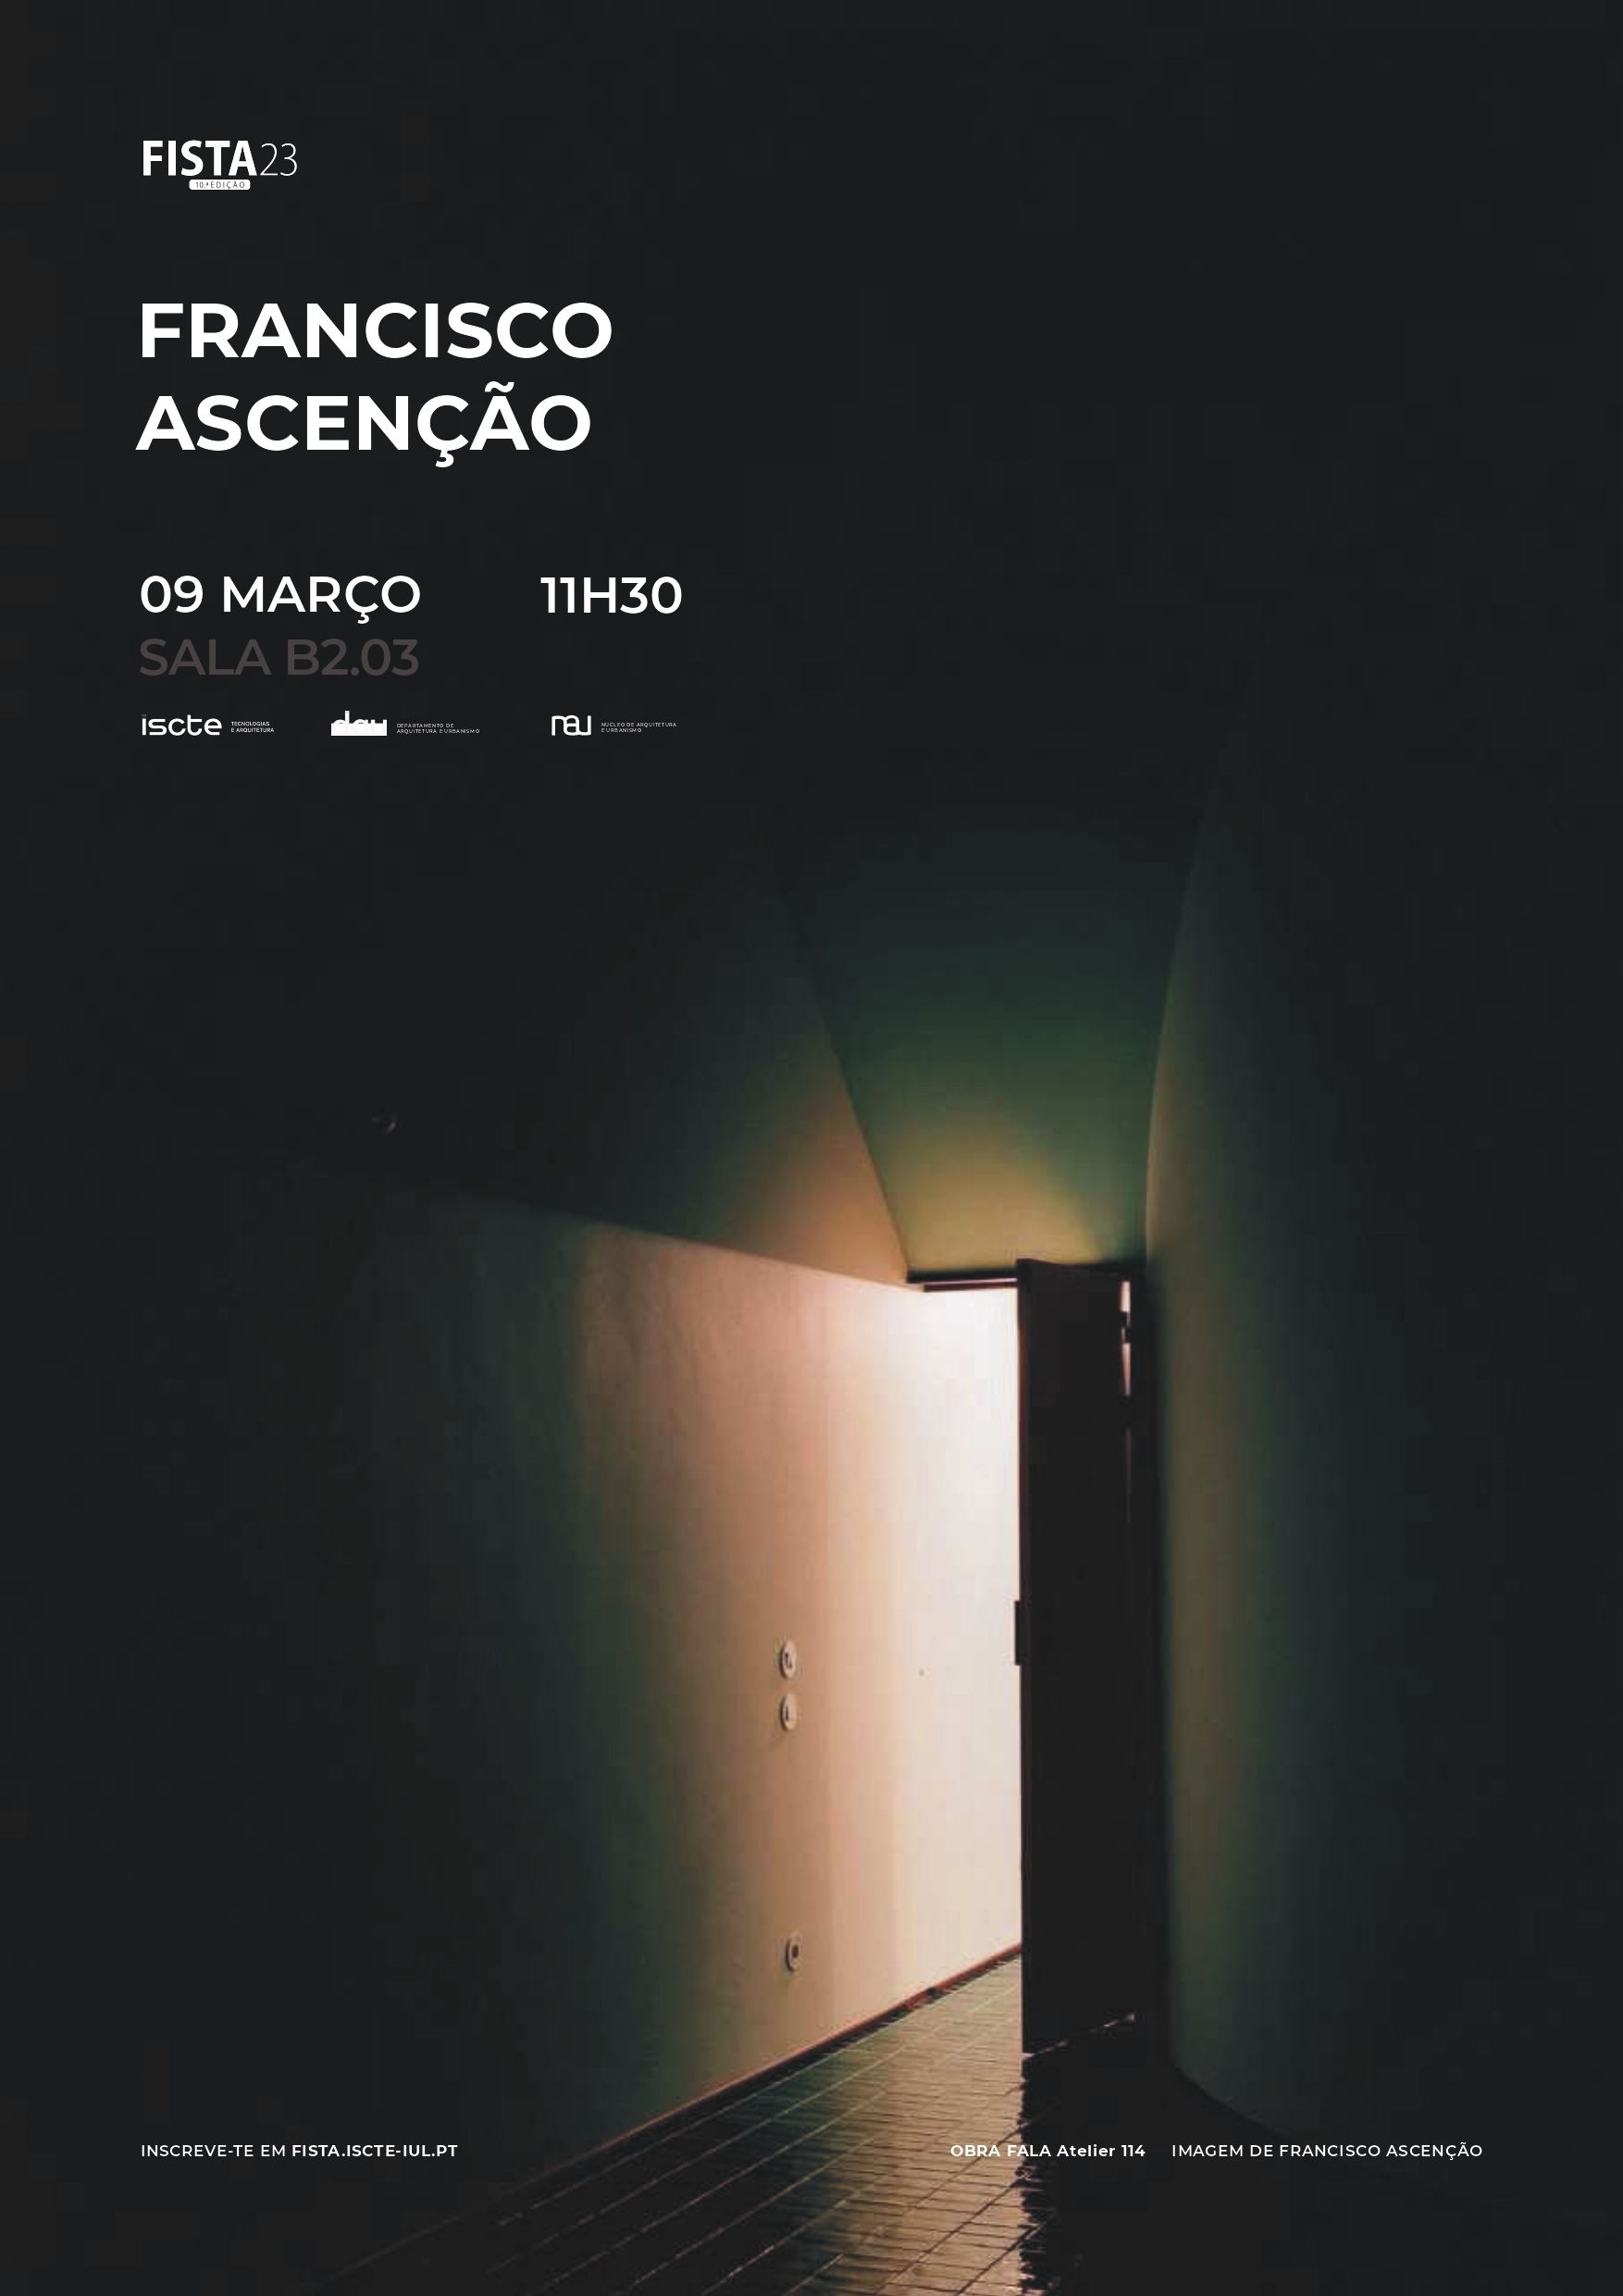 FISTA23
10.ª EDIÇÃO
FRANCISCO
ASCENÇÃO
09 MARÇO 11H30
SALA B2.03
iscte TECNOLOGIAS
E ARQUITETURA
dau DEPARTAMENTO DE
ARQUITETURA E URBANISMO
nau NÚCLEO DE ARQUITETURA
E URBANISMO
INSCREVE-TE EM FISTA.ISCTE-IUL.PT
OBRA FALA Atelier 114 IMAGEM DE FRANCISCO ASCENÇÃO